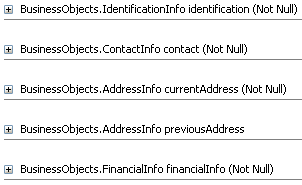 BusinessObjects.IdentificationInfo identification (Not Null)
BusinessObjects.ContactInfo contact (Not Null)
BusinessObjects.AddressInfo currentAddress (Not Null)
BusinessObjects.AddressInfo previousAddress
BusinessObjects.FinancialInfo financialInfo (Not Null)